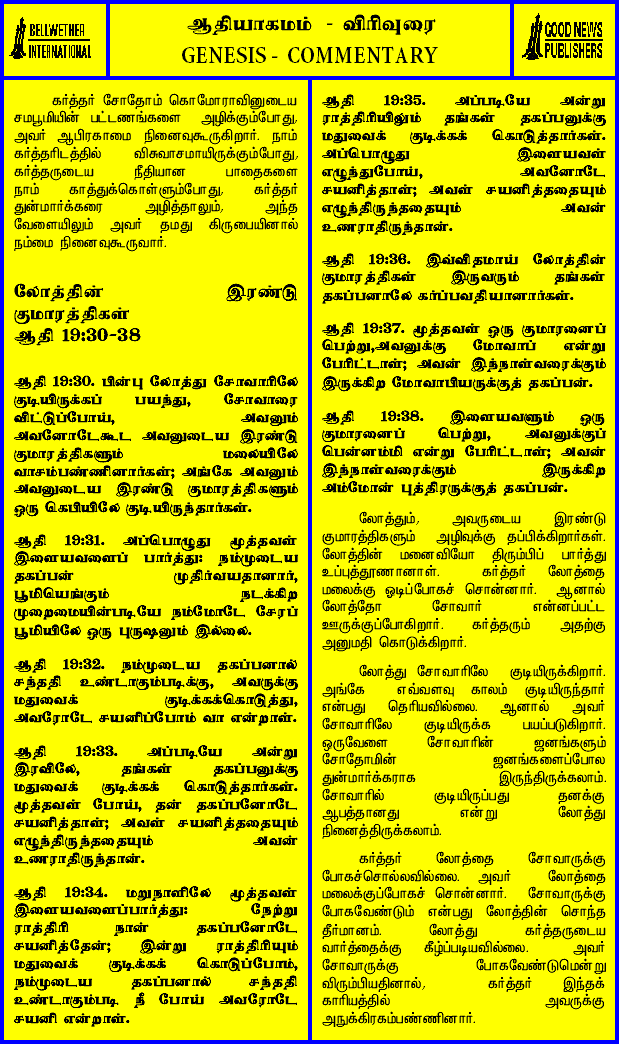 BELLWETHER
INTERNATIONAL
ஆதியாகமம் - விரிவுரை
GENESIS - COMMENTARY
GOOD NEWS
PUBLISHERS
கர்த்தர் சோதோம் கொமோராவினுடைய
சமபூமியின் பட்டணங்களை அழிக்கும்போது,
அவர் ஆபிரகாமை நினைவுகூருகிறார். நாம்
கர்த்தரிடத்தில் விசுவாசமாயிருக்கும்போது,
கர்த்தருடைய நீதியான பாதைகளை
நாம் காத்துக்கொள்ளும்போது, கர்த்தர்
துன்மார்க்கரை அழித்தாலும், அந்த
வேளையிலும் அவர் தமது கிருபையினால்
நம்மை நினைவுகூருவார்.
லோத்தின் இரண்டு
குமாரத்திகள்
ஆதி 19:30-38
ஆதி 19:30. பின்பு லோத்து சோவாரிலே
குடியிருக்கப் பயந்து, சோவாரை
விட்டுப்போய், அவனும்
அவனோடேகூட அவனுடைய இரண்டு
குமாரத்திகளும் மலையிலே
வாசம்பண்ணினார்கள்; அங்கே அவனும்
அவனுடைய இரண்டு குமாரத்திகளும்
ஒரு கெபியிலே குடியிருந்தார்கள்.
ஆதி 19:31. அப்பொழுது மூத்தவள்
இளையவளைப் பார்த்து: நம்முடைய
தகப்பன் முதிர்வயதானார்,
பூமியெங்கும் நடக்கிற
முறைமையின்படியே நம்மோடே சேரப்
பூமியிலே ஒரு புருஷனும் இல்லை.
ஆதி 19:32. நம்முடைய தகப்பனால்
சந்ததி உண்டாகும்படிக்கு, அவருக்கு
மதுவைக் குடிக்கக்கொடுத்து,
அவரோடே சயனிப்போம் வா என்றாள்.
ஆதி 19:33. அப்படியே அன்று
இரவிலே, தங்கள் தகப்பனுக்கு
மதுவைக் குடிக்கக் கொடுத்தார்கள்.
மூத்தவள் போய், தன் தகப்பனோடே
சயனித்தாள்; அவள் சயனித்ததையும்
எழுந்திருந்ததையும் அவன்
உணராதிருந்தான்.
ஆதி 19:34. மறுநாளிலே மூத்தவள்
இளையவளைப்பார்த்து: நேற்று
ராத்திரி நான் தகப்பனோடே
சயனித்தேன்; இன்று ராத்திரியும்
மதுவைக் குடிக்கக் கொடுப்போம்,
நம்முடைய தகப்பனால் சந்ததி
உண்டாகும்படி நீ போய் அவரோடே
சயனி என்றாள்.
ஆதி 19:35. அப்படியே அன்று
ராத்திரியிலும் தங்கள் தகப்பனுக்கு
மதுவைக் குடிக்கக் கொடுத்தார்கள்.
அப்பொழுது இளையவள்
எழுந்துபோய், அவனோடே
சயனித்தாள்; அவள் சயனித்ததையும்
எழுந்திருந்ததையும் அவன்
உணராதிருந்தான்.
ஆதி 19:36. இவ்விதமாய் லோத்தின்
குமாரத்திகள் இருவரும் தங்கள்
தகப்பனாலே கர்ப்பவதியானார்கள்.
ஆதி 19:37. மூத்தவள் ஒரு குமாரனைப்
பெற்று,அவனுக்கு மோவாப் என்று
பேரிட்டாள்; அவன் இந்நாள்வரைக்கும்
இருக்கிற மோவாபியருக்குத் தகப்பன்.
ஆதி 19:38. இளையவளும் ஒரு
குமாரனைப் பெற்று, அவனுக்குப்
பென்னம்மி என்று பேரிட்டாள்; அவன்
இந்நாள்வரைக்கும் இருக்கிற
அம்மோன் புத்திரருக்குத் தகப்பன்.
லோத்தும், அவருடைய இரண்டு
குமாரத்திகளும் அழிவுக்கு தப்பிக்கிறார்கள்.
லோத்தின் மனைவியோ திரும்பிப் பார்த்து
உப்புத்தூணானாள். கர்த்தர் லோத்தை
மலைக்கு ஓடிப்போகச் சொன்னார். ஆனால்
லோத்தோ சோவார் என்னப்பட்ட
ஊருக்குப்போகிறார். கர்த்தரும் அதற்கு
அனுமதி கொடுக்கிறார்.
லோத்து சோவாரிலே குடியிருக்கிறார்.
அங்கே எவ்வளவு காலம் குடியிருந்தார்
என்பது தெரியவில்லை. ஆனால் அவர்
சோவாரிலே குடியிருக்க பயப்படுகிறார்.
ஒருவேளை சோவாரின் ஜனங்களும்
சோதோமின் ஜனங்களைப்போல
துன்மார்க்கராக இருந்திருக்கலாம்.
சோவாரில் குடியிருப்பது தனக்கு
ஆபத்தானது என்று லோத்து
நினைத்திருக்கலாம்.
கர்த்தர் லோத்தை சோவாருக்கு
போகச்சொல்லவில்லை. அவர் லோத்தை
மலைக்குப்போகச் சொன்னார். சோவாருக்கு
போகவேண்டும் என்பது லோத்தின் சொந்த
தீர்மானம். லோத்து கர்த்தருடைய
வார்த்தைக்கு கீழ்ப்படியவில்லை. அவர்
சோவாருக்கு போகவேண்டுமென்று
விரும்பியதினால், கர்த்தர் இந்தக்
காரியத்தில் அவருக்கு
அநுக்கிரகம்பண்ணினார்.